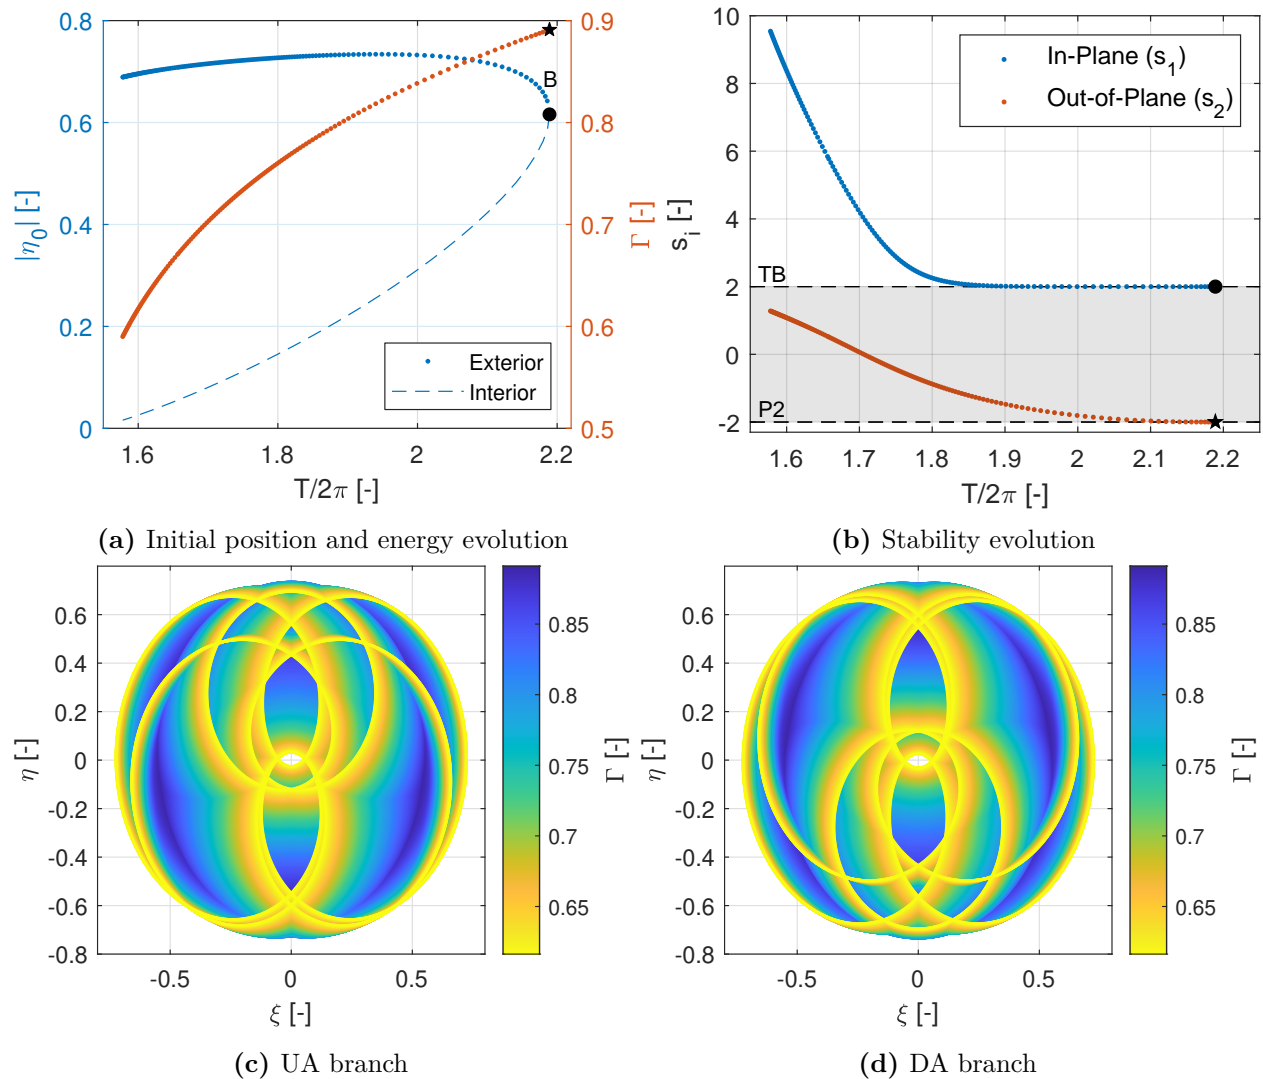 0.8
0.6
0.4
0.2
0
|η0| [-]
0.9
0.8
0.7
0.6
0.5
Γ [-]
B
Exterior
Interior
1.6
1.8
2
2.2
T/2π [-]
(a) Initial position and energy evolution
10
8
6
4
2
0
-2
s_i [-]
In-Plane (s_1)
Out-of-Plane (s_2)
TB
P2
1.6
1.7
1.8
1.9
2
2.1
2.2
T/2π [-]
(b) Stability evolution
0.6
0.4
0.2
0
-0.2
-0.4
-0.6
-0.8
η [-]
-0.5
0
0.5
ξ [-]
0.85
0.8
0.75
0.7
0.65
Γ [-]
(c) UA branch
0.6
0.4
0.2
0
-0.2
-0.4
-0.6
-0.8
η [-]
-0.5
0
0.5
ξ [-]
0.85
0.8
0.75
0.7
0.65
Γ [-]
(d) DA branch